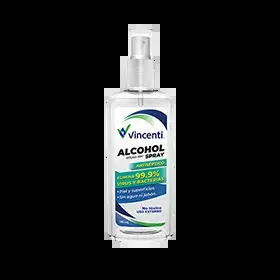 Vincenti
ALCOHOL
SPRAY
ANTISÉPTICO
ELIMINA 99.9%
VIRUS Y BACTERIAS
• Piel y superficies.
• Sin agua ni jabón.
No tóxico
USO EXTERNO